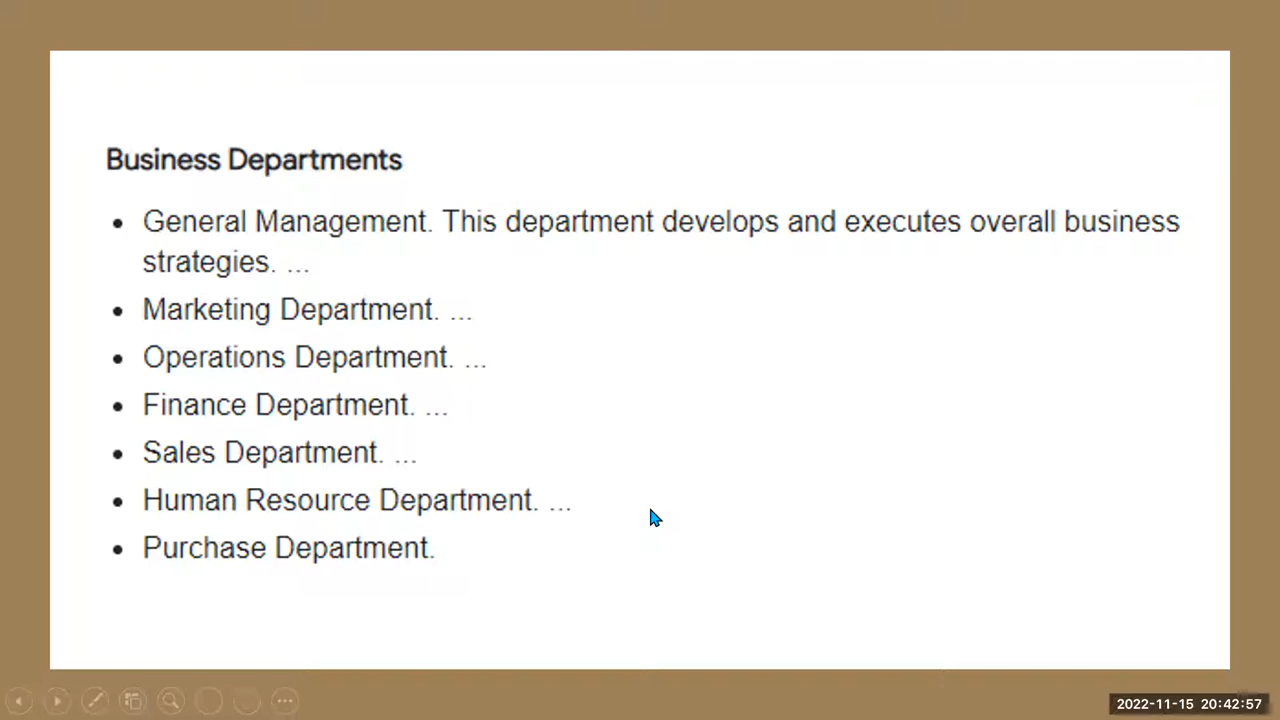 Business Departments
• General Management. This department develops and executes overall business
strategies. ...
• Marketing Department. ...
• Operations Department. ...
• Finance Department. ...
• Sales Department. ...
• Human Resource Department. ...
• Purchase Department.
2022-11-15 20:42:57